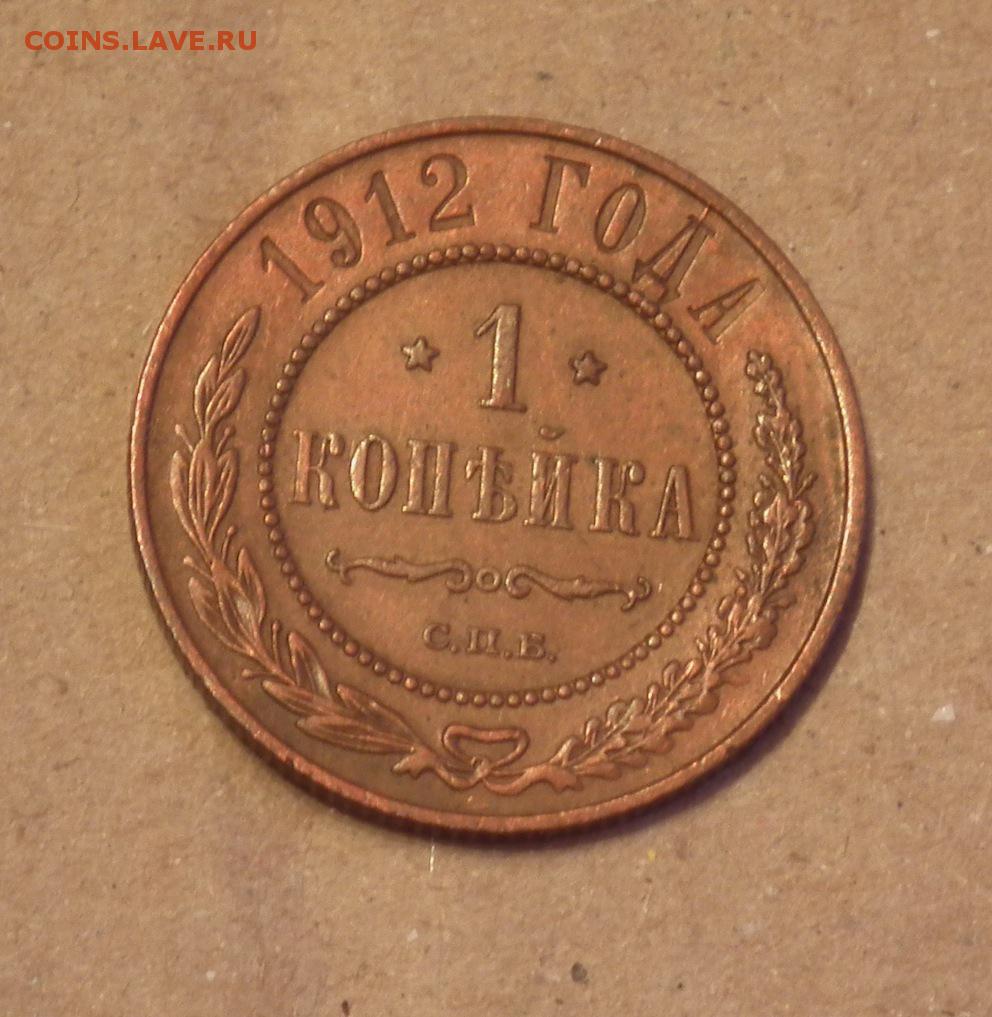 COINS.LAVE.RU
1912 ГОДА
1
КОПѢЙКА
С.П.Б.